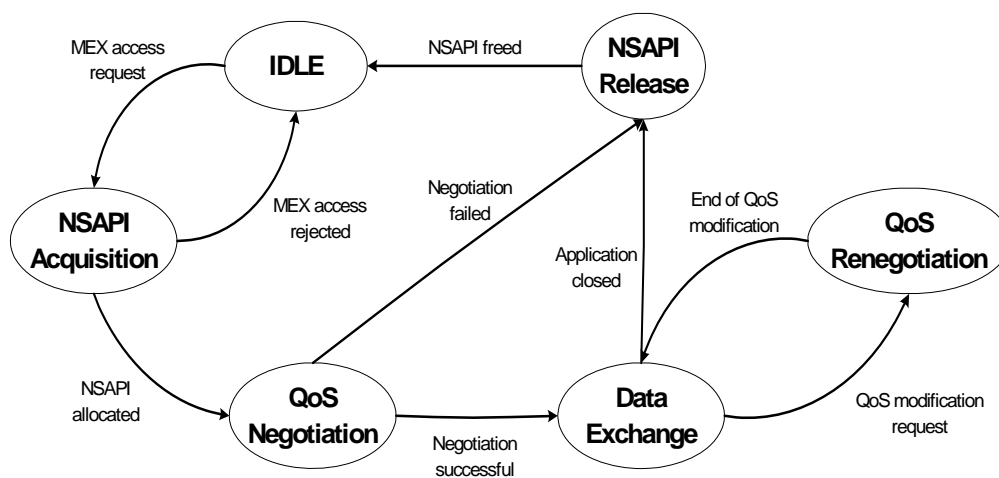 MEX access
request
IDLE
NSAPI freed
NSAPI
Release
NSAPI
Acquisition
MEX access
rejected
Negotiation
failed
Application
closed
End of QoS
modification
QoS
Renegotiation
NSAPI
allocated
QoS
Negotiation
Negotiation
successful
Data
Exchange
QoS modification
request